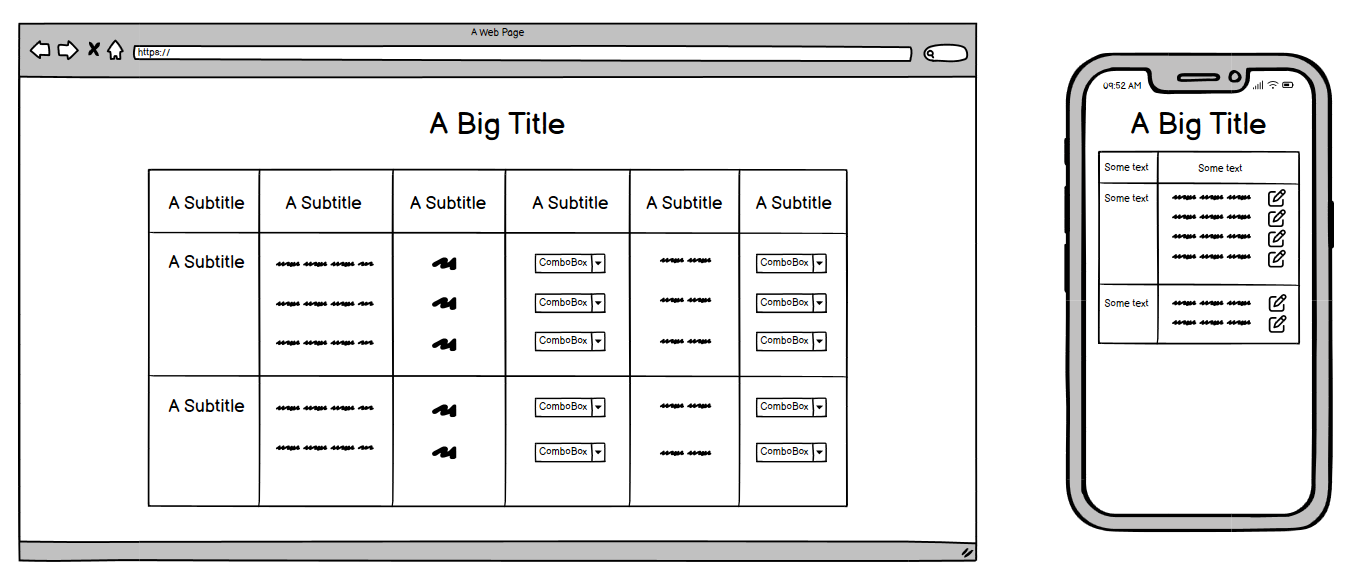 A Web Page
https://
A Big Title
A Subtitle A Subtitle A Subtitle A Subtitle A Subtitle A Subtitle
A Subtitle ComboBox ComboBox
ComboBox ComboBox
ComboBox ComboBox
A Subtitle ComboBox ComboBox
ComboBox ComboBox
09:52 AM
A Big Title
Some text Some text
Some text
Some text